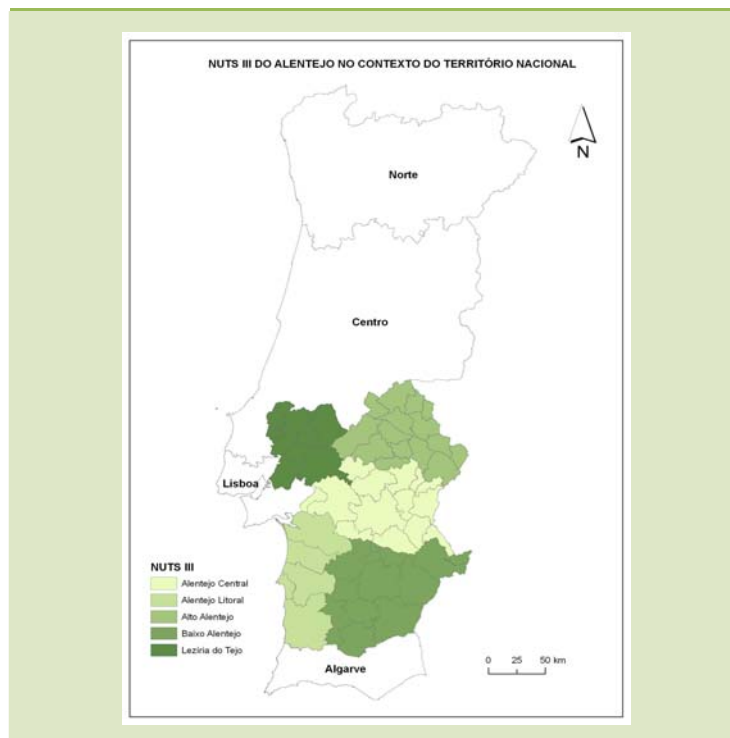 NUTS III DO ALENTEJO NO CONTEXTO DO TERRITÓRIO NACIONAL
N
Norte
Centro
Lisboa
NUTS III
Alentejo Central
Alentejo Litoral
Alto Alentejo
Baixo Alentejo
Lezíria do Tejo
Algarve
0 25 50 km